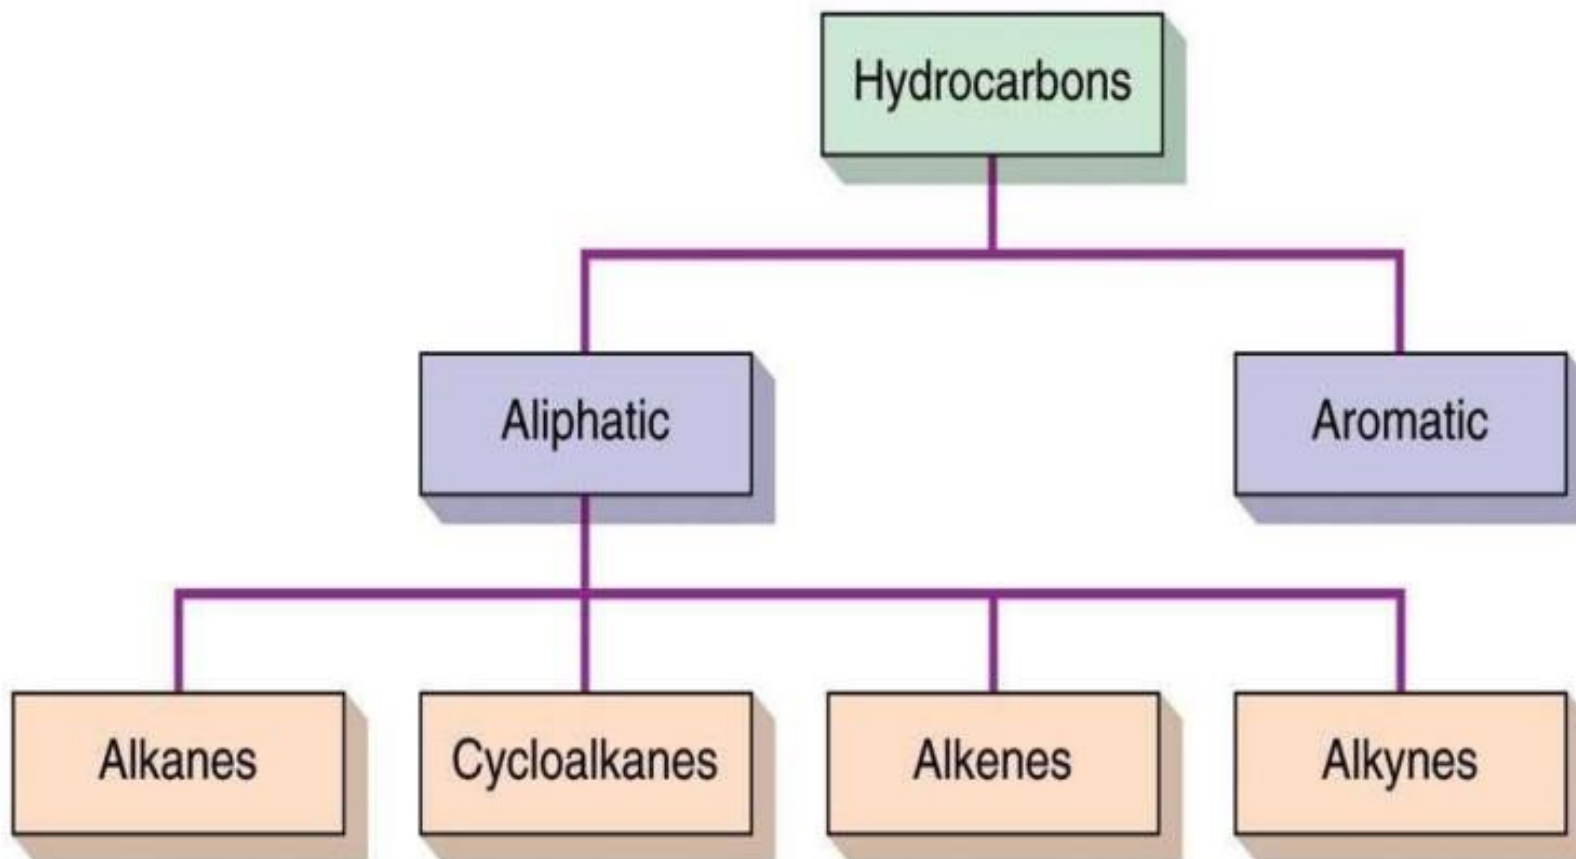 Hydrocarbons
Aliphatic
Aromatic
Alkanes
Cycloalkanes
Alkenes
Alkynes